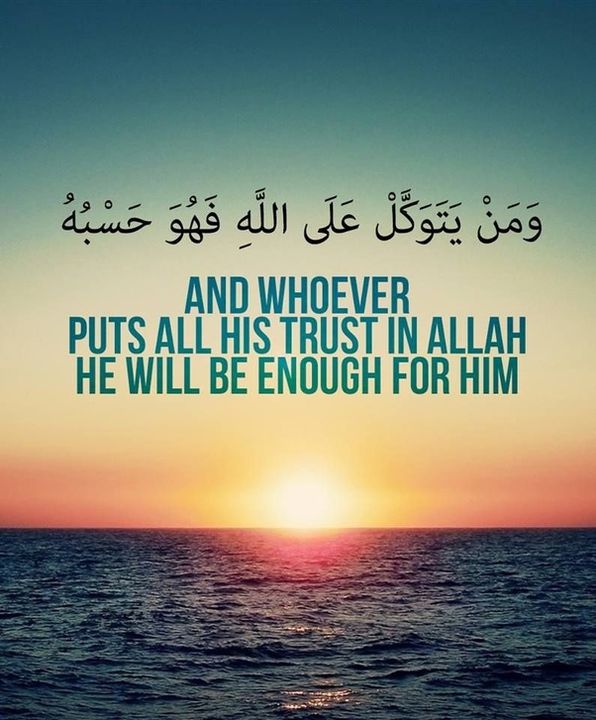 وَمَنْ يَتَوَكَّلْ عَلَى اللَّهِ فَهُوَ حَسْبُهُ
AND WHOEVER
PUTS ALL HIS TRUST IN ALLAH
HE WILL BE ENOUGH FOR HIM